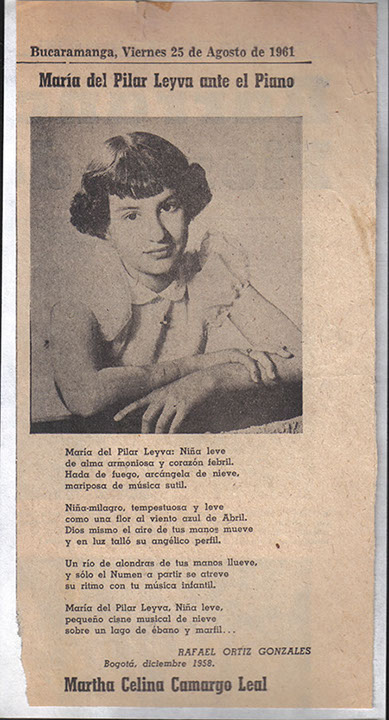 Bucaramanga, Viernes 25 de Agosto de 1961
María del Pilar Leyva ante el Piano
María del Pilar Leyva: Niña leve
de alma armoniosa y corazón febril.
Hada de fuego, arcángela de nieve,
mariposa de música sutil.
Niña-milagro, tempestuosa y leve
como una flor al viento azul de Abril.
Dios mismo el aire de tus manos mueve
y en luz talló su angélico perfil.
Un río de alondras de tus manos llueve,
y sólo el Numen a partir se atreve
su ritmo con tu música infantil.
María del Pilar Leyva, Niña leve,
pequeño cisne musical de nieve
sobre un lago de ébano y marfil...
RAFAEL ORTIZ GONZALES
Bogotá, diciembre 1958.
Martha Celina Camargo Leal